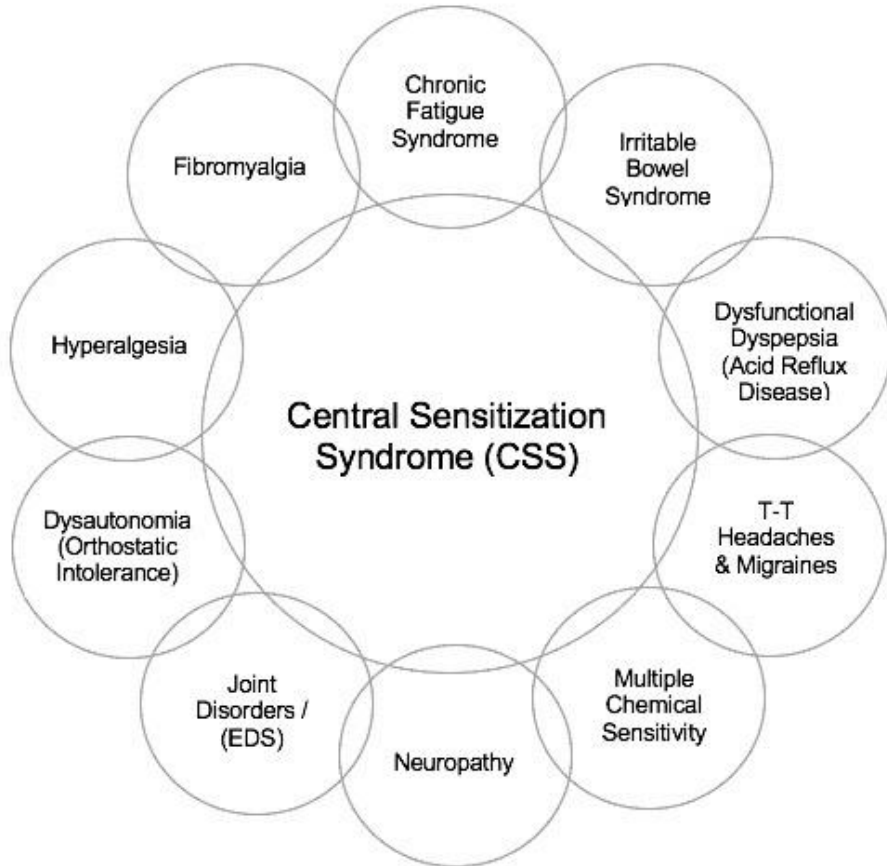 Chronic
Fatigue
Syndrome
Irritable
Bowel
Syndrome
Fibromyalgia
Dysfunctional
Dyspepsia
(Acid Reflux
Disease)
Hyperalgesia
Central Sensitization
Syndrome (CSS)
T-T
Headaches
& Migraines
Dysautonomia
(Orthostatic
Intolerance)
Multiple
Chemical
Sensitivity
Joint
Disorders /
(EDS)
Neuropathy